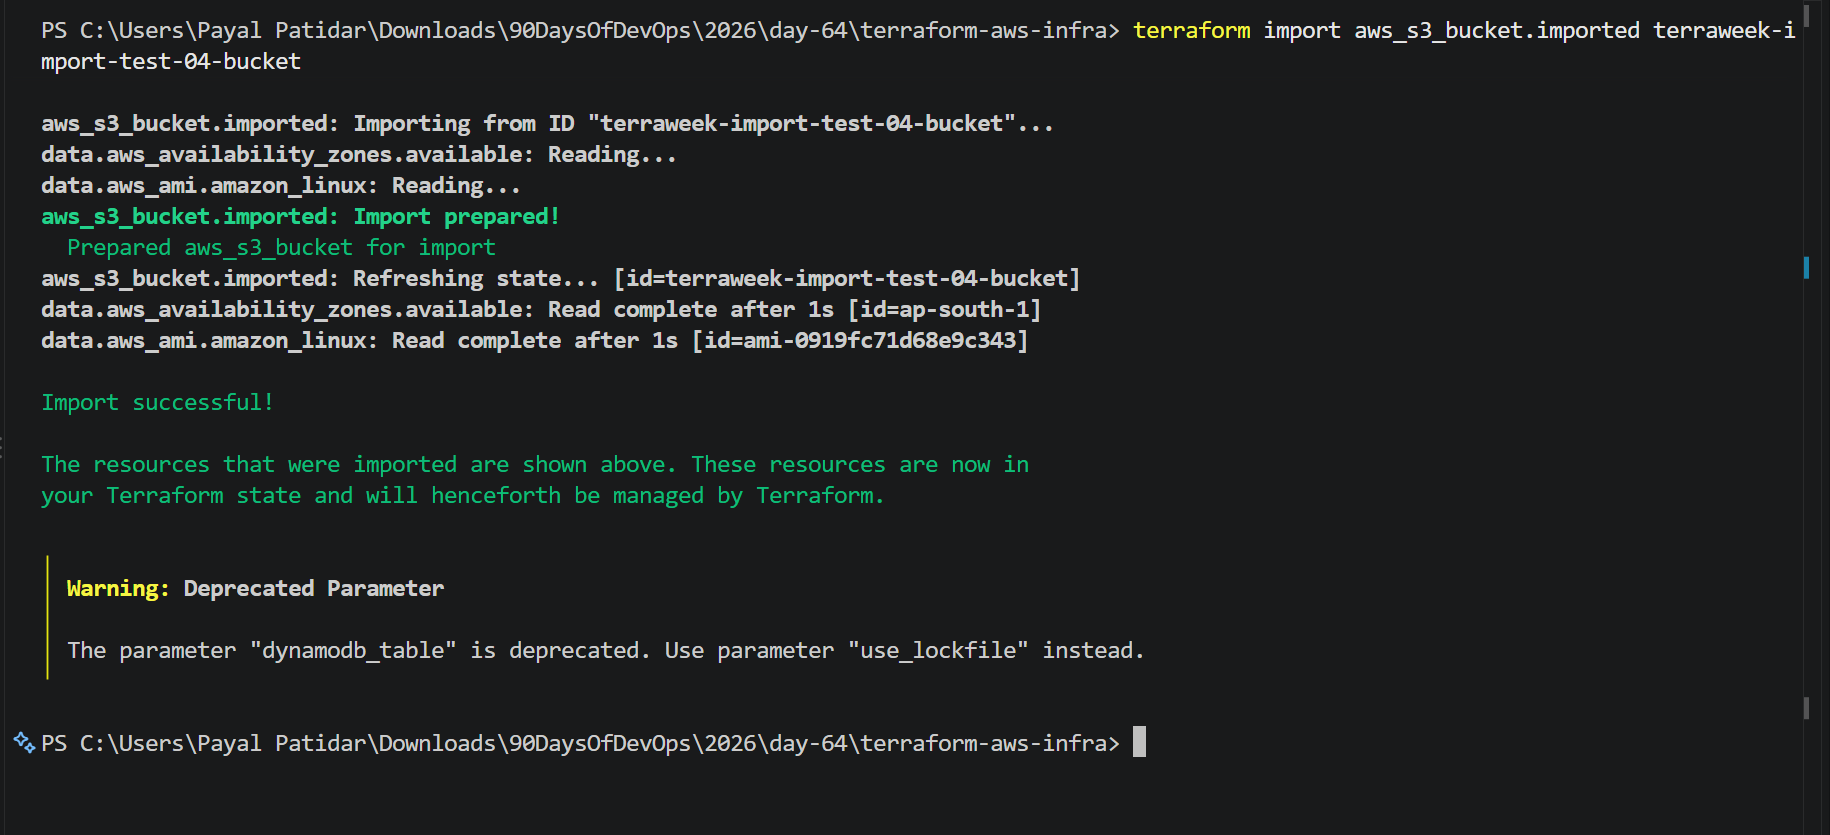 PS C:\Users\Payal Patidar\Downloads\90DaysOfDevOps\2026\day-64\terraform-aws-infra> terraform import aws_s3_bucket.imported terraweek-i
mport-test-04-bucket
aws_s3_bucket.imported: Importing from ID "terraweek-import-test-04-bucket"...
data.aws_availability_zones.available: Reading...
data.aws_ami.amazon_linux: Reading...
aws_s3_bucket.imported: Import prepared!
  Prepared aws_s3_bucket for import
aws_s3_bucket.imported: Refreshing state... [id=terraweek-import-test-04-bucket]
data.aws_availability_zones.available: Read complete after 1s [id=ap-south-1]
data.aws_ami.amazon_linux: Read complete after 1s [id=ami-0919fc71d68e9c343]
Import successful!
The resources that were imported are shown above. These resources are now in
your Terraform state and will henceforth be managed by Terraform.
Warning: Deprecated Parameter
The parameter "dynamodb_table" is deprecated. Use parameter "use_lockfile" instead.
PS C:\Users\Payal Patidar\Downloads\90DaysOfDevOps\2026\day-64\terraform-aws-infra>